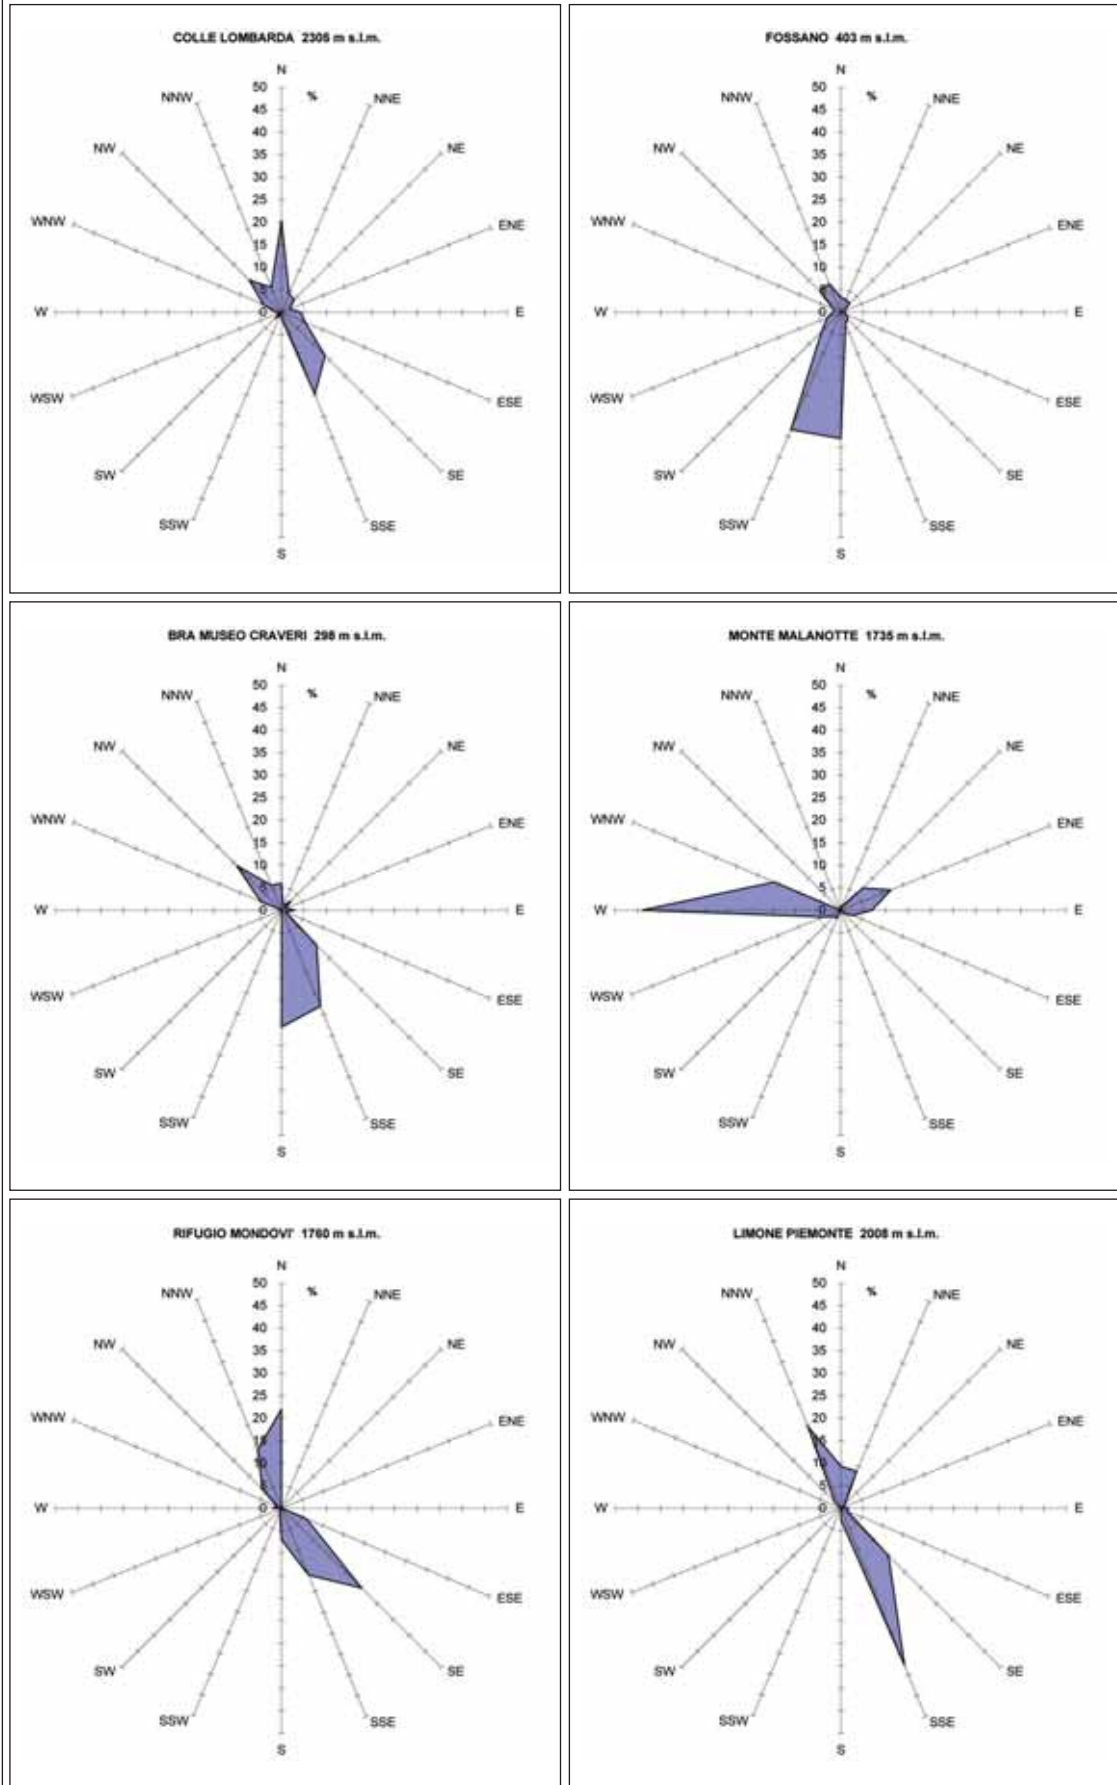 COLLE LOMBARDA 2305 m s.l.m.
N
50 %
NNW
NNE
45
40
NW
35
NE
30
25
WNW
20
ENE
15
10
5
W
0
E
WSW
ESE
SW
SE
SSW
SSE
S
FOSSANO 403 m s.l.m.
N
50 %
NNW
NNE
45
40
NW
35
NE
30
25
WNW
20
ENE
15
10
5
W
0
E
WSW
ESE
SW
SE
SSW
SSE
S
BRA MUSEO CRAVERI 298 m s.l.m.
N
50 %
NNW
NNE
45
40
NW
35
NE
30
25
WNW
20
ENE
15
10
5
W
0
E
WSW
ESE
SW
SE
SSW
SSE
S
MONTE MALANOTTE 1735 m s.l.m.
N
50 %
NNW
NNE
45
40
NW
35
NE
30
25
WNW
20
ENE
15
10
5
W
0
E
WSW
ESE
SW
SE
SSW
SSE
S
RIFUGIO MONDOVI' 1760 m s.l.m.
N
50 %
NNW
NNE
45
40
NW
35
NE
30
25
WNW
20
ENE
15
10
5
W
0
E
WSW
ESE
SW
SE
SSW
SSE
S
LIMONE PIEMONTE 2008 m s.l.m.
N
50 %
NNW
NNE
45
40
NW
35
NE
30
25
WNW
20
ENE
15
10
5
W
0
E
WSW
ESE
SW
SE
SSW
SSE
S